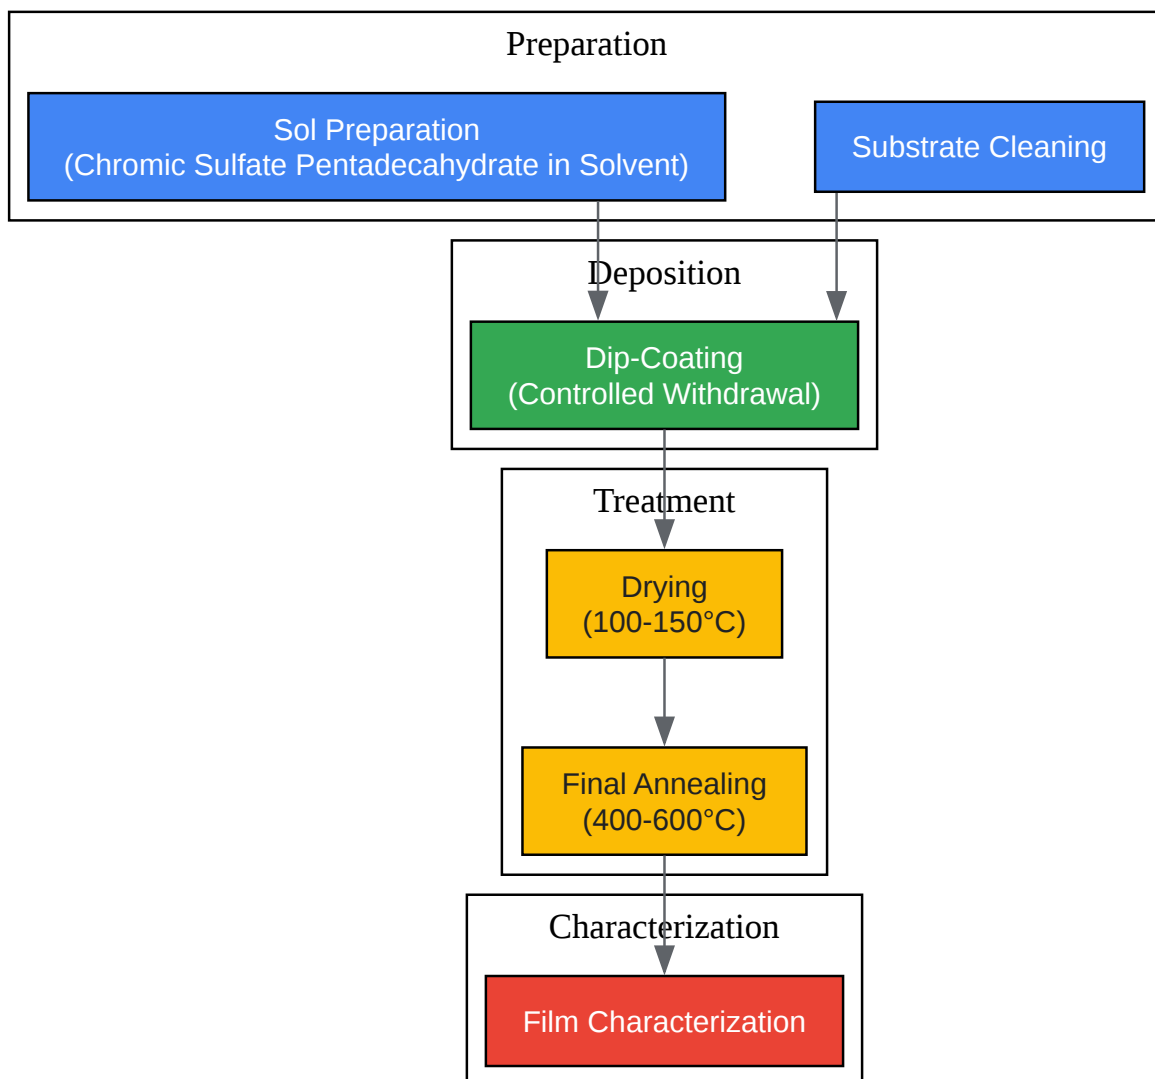 Preparation
Sol Preparation
(Chromic Sulfate Pentadecahydrate in Solvent)
Substrate Cleaning
Deposition
Dip-Coating
(Controlled Withdrawal)
Treatment
Drying
(100-150°C)
Final Annealing
(400-600°C)
Characterization
Film Characterization